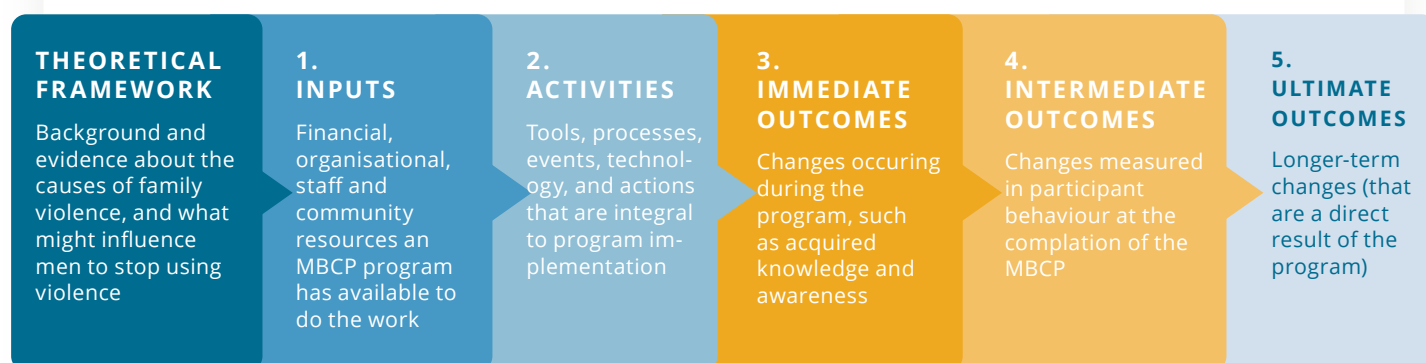 THEORETICAL
FRAMEWORK
Background and
evidence about the
causes of family
violence, and what
might influence
men to stop using
violence
1.
INPUTS
Financial,
organisational,
staff and
community
resources an
MBCP program
has available to
do the work
2.
ACTIVITIES
Tools, processes,
events, technol-
ogy, and actions
that are integral
to program im-
plementation
3.
IMMEDIATE
OUTCOMES
Changes occuring
during the
program, such
as acquired
knowledge and
awareness
4.
INTERMEDIATE
OUTCOMES
Changes measured
in participant
behaviour at the
complation of the
MBCP
5.
ULTIMATE
OUTCOMES
Longer-term
changes (that
are a direct
result of the
program)